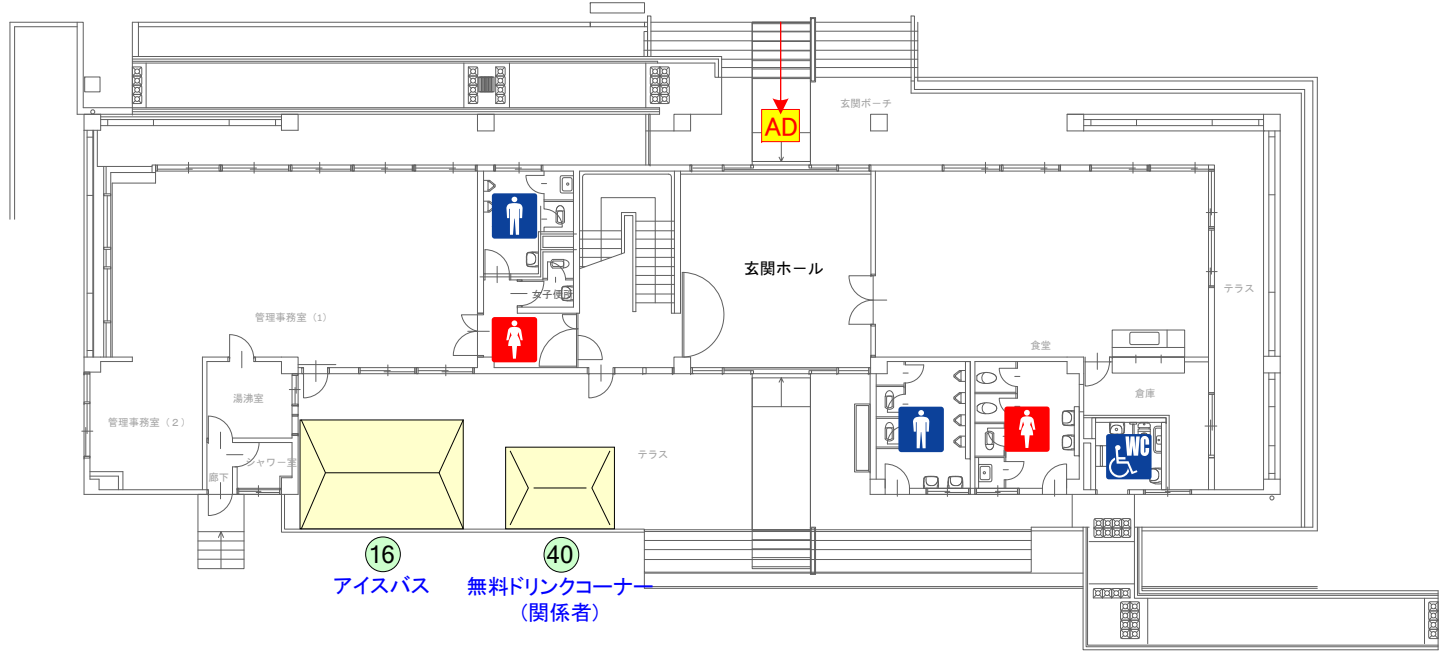 玄関ポーチ
AD
玄関ホール
テラス
女子便所
管理事務室（1）
食堂
倉庫
湯沸室
管理事務室（２）
テラス
シャワー室
廊下
WC
16
アイスバス
40
無料ドリンクコーナー
（関係者）